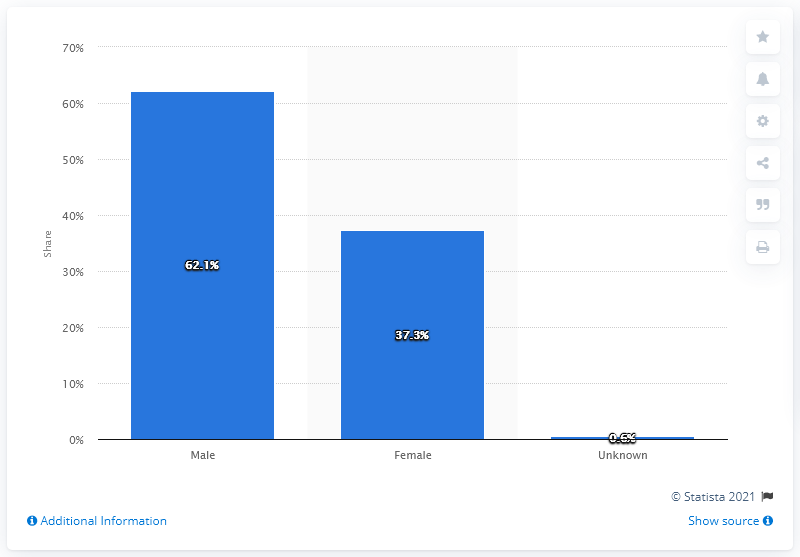 70%
60%
50%
40%
30%
20%
10%
0%
Share
62.1%
37.3%
0.6%
Male Female Unknown
© Statista 2021
Additional Information Show source